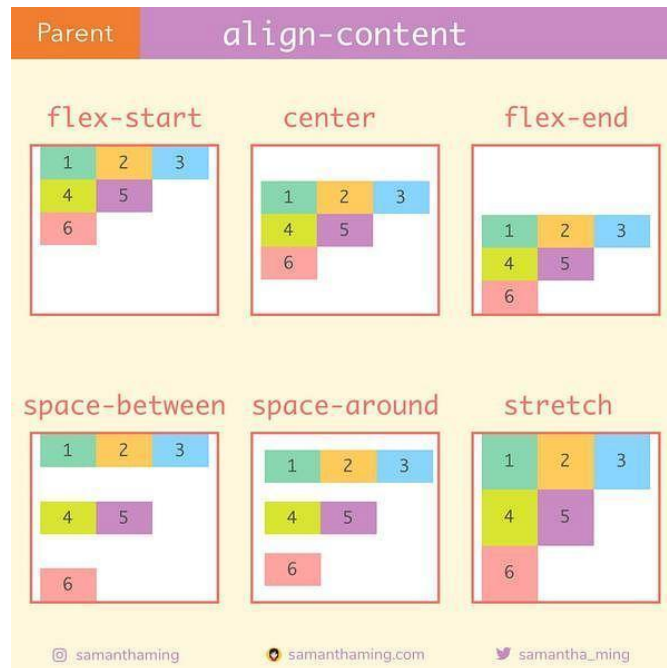 Parent align-content
flex-start center flex-end
1 2 3
4 5
6
1 2 3
4 5
6
1 2 3
4 5
6
space-between space-around stretch
1 2 3
4 5
6
1 2 3
4 5
6
1 2 3
4 5
6
samanthaming samanthaming.com samantha_ming